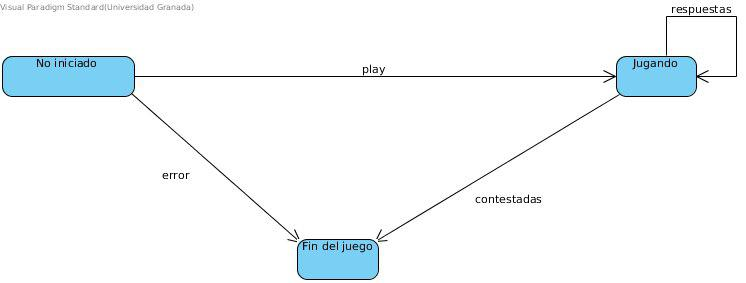 Visual Paradigm Standard(Universidad Granada)
respuestas
No iniciado
play
Jugando
error
contestadas
Fin del juego